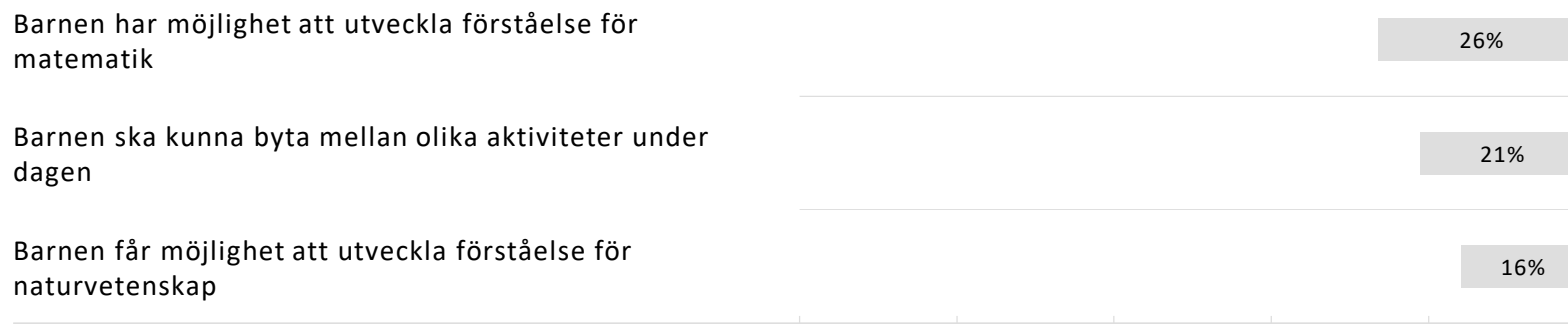 Barnen har möjlighet att utveckla förståelse för
matematik
26%
Barnen ska kunna byta mellan olika aktiviteter under
dagen
21%
Barnen får möjlighet att utveckla förståelse för
naturvetenskap
16%